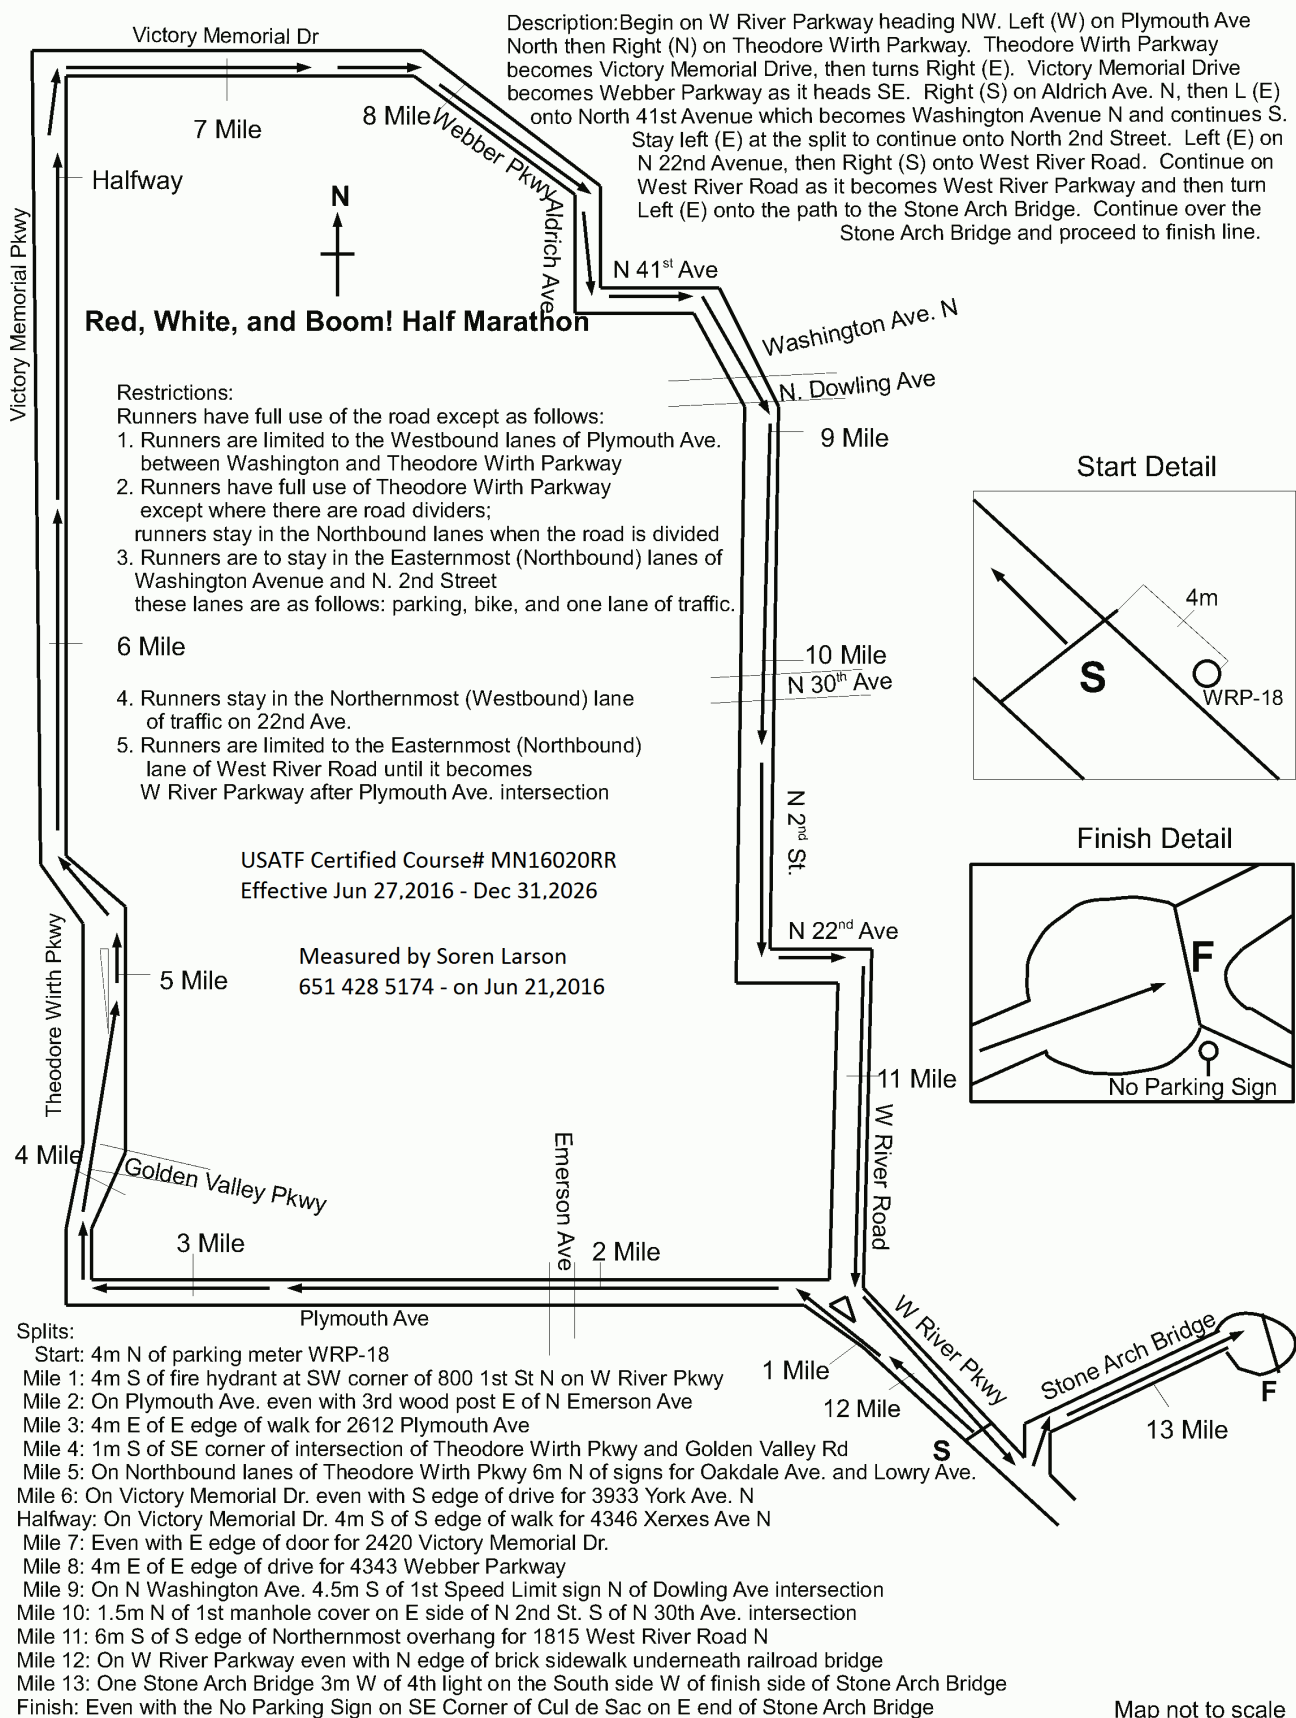 Victory Memorial Dr
Description:Begin on W River Parkway heading NW. Left (W) on Plymouth Ave
North then Right (N) on Theodore Wirth Parkway. Theodore Wirth Parkway
becomes Victory Memorial Drive, then turns Right (E). Victory Memorial Drive
becomes Webber Parkway as it heads SE. Right (S) on Aldrich Ave. N, then L (E)
onto North 41st Avenue which becomes Washington Avenue N and continues S.
Stay left (E) at the split to continue onto North 2nd Street. Left (E) on
N 22nd Avenue, then Right (S) onto West River Road. Continue on
West River Road as it becomes West River Parkway and then turn
Left (E) onto the path to the Stone Arch Bridge. Continue over the
Stone Arch Bridge and proceed to finish line.
7 Mile
8 Mile
Webber Pkwy
Halfway
N
Aldrich Ave
Victory Memorial Pkwy
N 41st Ave
Red, White, and Boom! Half Marathon
Washington Ave. N
N. Dowling Ave
9 Mile
Restrictions:
Runners have full use of the road except as follows:
1. Runners are limited to the Westbound lanes of Plymouth Ave.
between Washington and Theodore Wirth Parkway
2. Runners have full use of Theodore Wirth Parkway
except where there are road dividers;
runners stay in the Northbound lanes when the road is divided
3. Runners are to stay in the Easternmost (Northbound) lanes of
Washington Avenue and N. 2nd Street
these lanes are as follows: parking, bike, and one lane of traffic.
6 Mile
10 Mile
N 30th Ave
4. Runners stay in the Northernmost (Westbound) lane
of traffic on 22nd Ave.
5. Runners are limited to the Easternmost (Northbound)
lane of West River Road until it becomes
W River Parkway after Plymouth Ave. intersection
Start Detail
4m
S
WRP-18
N 2nd St.
Finish Detail
F
No Parking Sign
USATF Certified Course# MN16020RR
Effective Jun 27,2016 - Dec 31,2026
N 22nd Ave
Measured by Soren Larson
651 428 5174 - on Jun 21,2016
Theodore Wirth Pkwy
5 Mile
11 Mile
W River Road
4 Mile
Golden Valley Pkwy
Emerson Ave
3 Mile
2 Mile
Plymouth Ave
W River Pkwy
Stone Arch Bridge
F
1 Mile
12 Mile
13 Mile
S
Splits:
Start: 4m N of parking meter WRP-18
Mile 1: 4m S of fire hydrant at SW corner of 800 1st St N on W River Pkwy
Mile 2: On Plymouth Ave. even with 3rd wood post E of N Emerson Ave
Mile 3: 4m E of E edge of walk for 2612 Plymouth Ave
Mile 4: 1m S of SE corner of intersection of Theodore Wirth Pkwy and Golden Valley Rd
Mile 5: On Northbound lanes of Theodore Wirth Pkwy 6m N of signs for Oakdale Ave. and Lowry Ave.
Mile 6: On Victory Memorial Dr. even with S edge of drive for 3933 York Ave. N
Halfway: On Victory Memorial Dr. 4m S of S edge of walk for 4346 Xerxes Ave N
Mile 7: Even with E edge of door for 2420 Victory Memorial Dr.
Mile 8: 4m E of E edge of drive for 4343 Webber Parkway
Mile 9: On N Washington Ave. 4.5m S of 1st Speed Limit sign N of Dowling Ave intersection
Mile 10: 1.5m N of 1st manhole cover on E side of N 2nd St. S of N 30th Ave. intersection
Mile 11: 6m S of S edge of Northernmost overhang for 1815 West River Road N
Mile 12: On W River Parkway even with N edge of brick sidewalk underneath railroad bridge
Mile 13: One Stone Arch Bridge 3m W of 4th light on the South side W of finish side of Stone Arch Bridge
Finish: Even with the No Parking Sign on SE Corner of Cul de Sac on E end of Stone Arch Bridge
Map not to scale